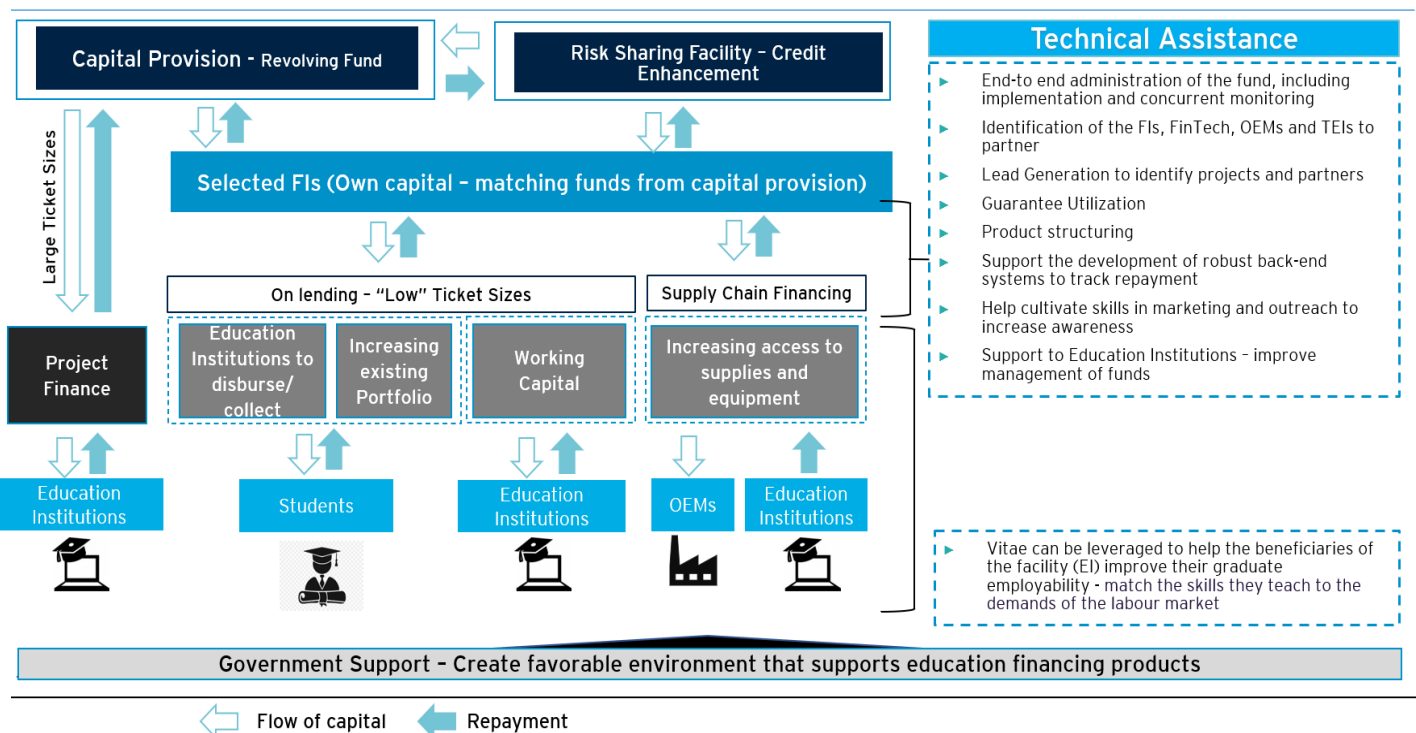 Capital Provision - Revolving Fund
Risk Sharing Facility – Credit
Enhancement
Technical Assistance
End-to end administration of the fund, including
implementation and concurrent monitoring
Identification of the FIs, FinTech, OEMs and TEIs to
partner
Lead Generation to identify projects and partners
Guarantee Utilization
Product structuring
Support the development of robust back-end
systems to track repayment
Help cultivate skills in marketing and outreach to
increase awareness
Support to Education Institutions – improve
management of funds
Large Ticket Sizes
Selected FIs (Own capital – matching funds from capital provision)
On lending – “Low” Ticket Sizes
Supply Chain Financing
Project
Finance
Education
Institutions to
disburse/
collect
Increasing
existing
Portfolio
Working
Capital
Increasing access to
supplies and
equipment
Education
Institutions
Students
Education
Institutions
OEMs
Education
Institutions
Vitae can be leveraged to help the beneficiaries of
the facility (EI) improve their graduate
employability - match the skills they teach to the
demands of the labour market
Government Support – Create favorable environment that supports education financing products
Flow of capital
Repayment